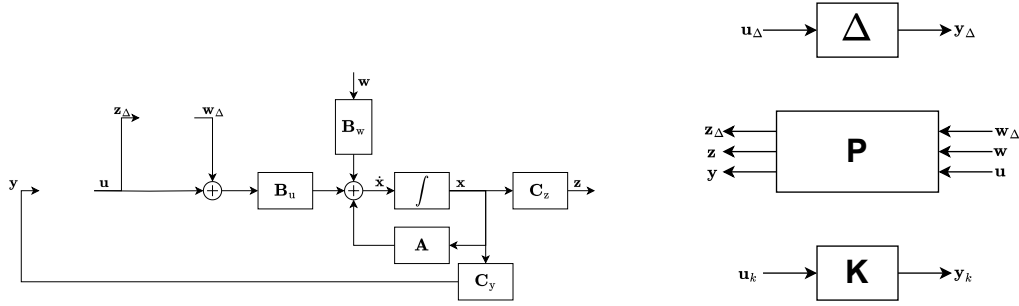 u_Δ Δ y_Δ
w
z_Δ w_Δ B_w
z_Δ P w_Δ
z w
y u
y u B_u ẋ ∫ x C_z z
A
C_y
u_k K y_k